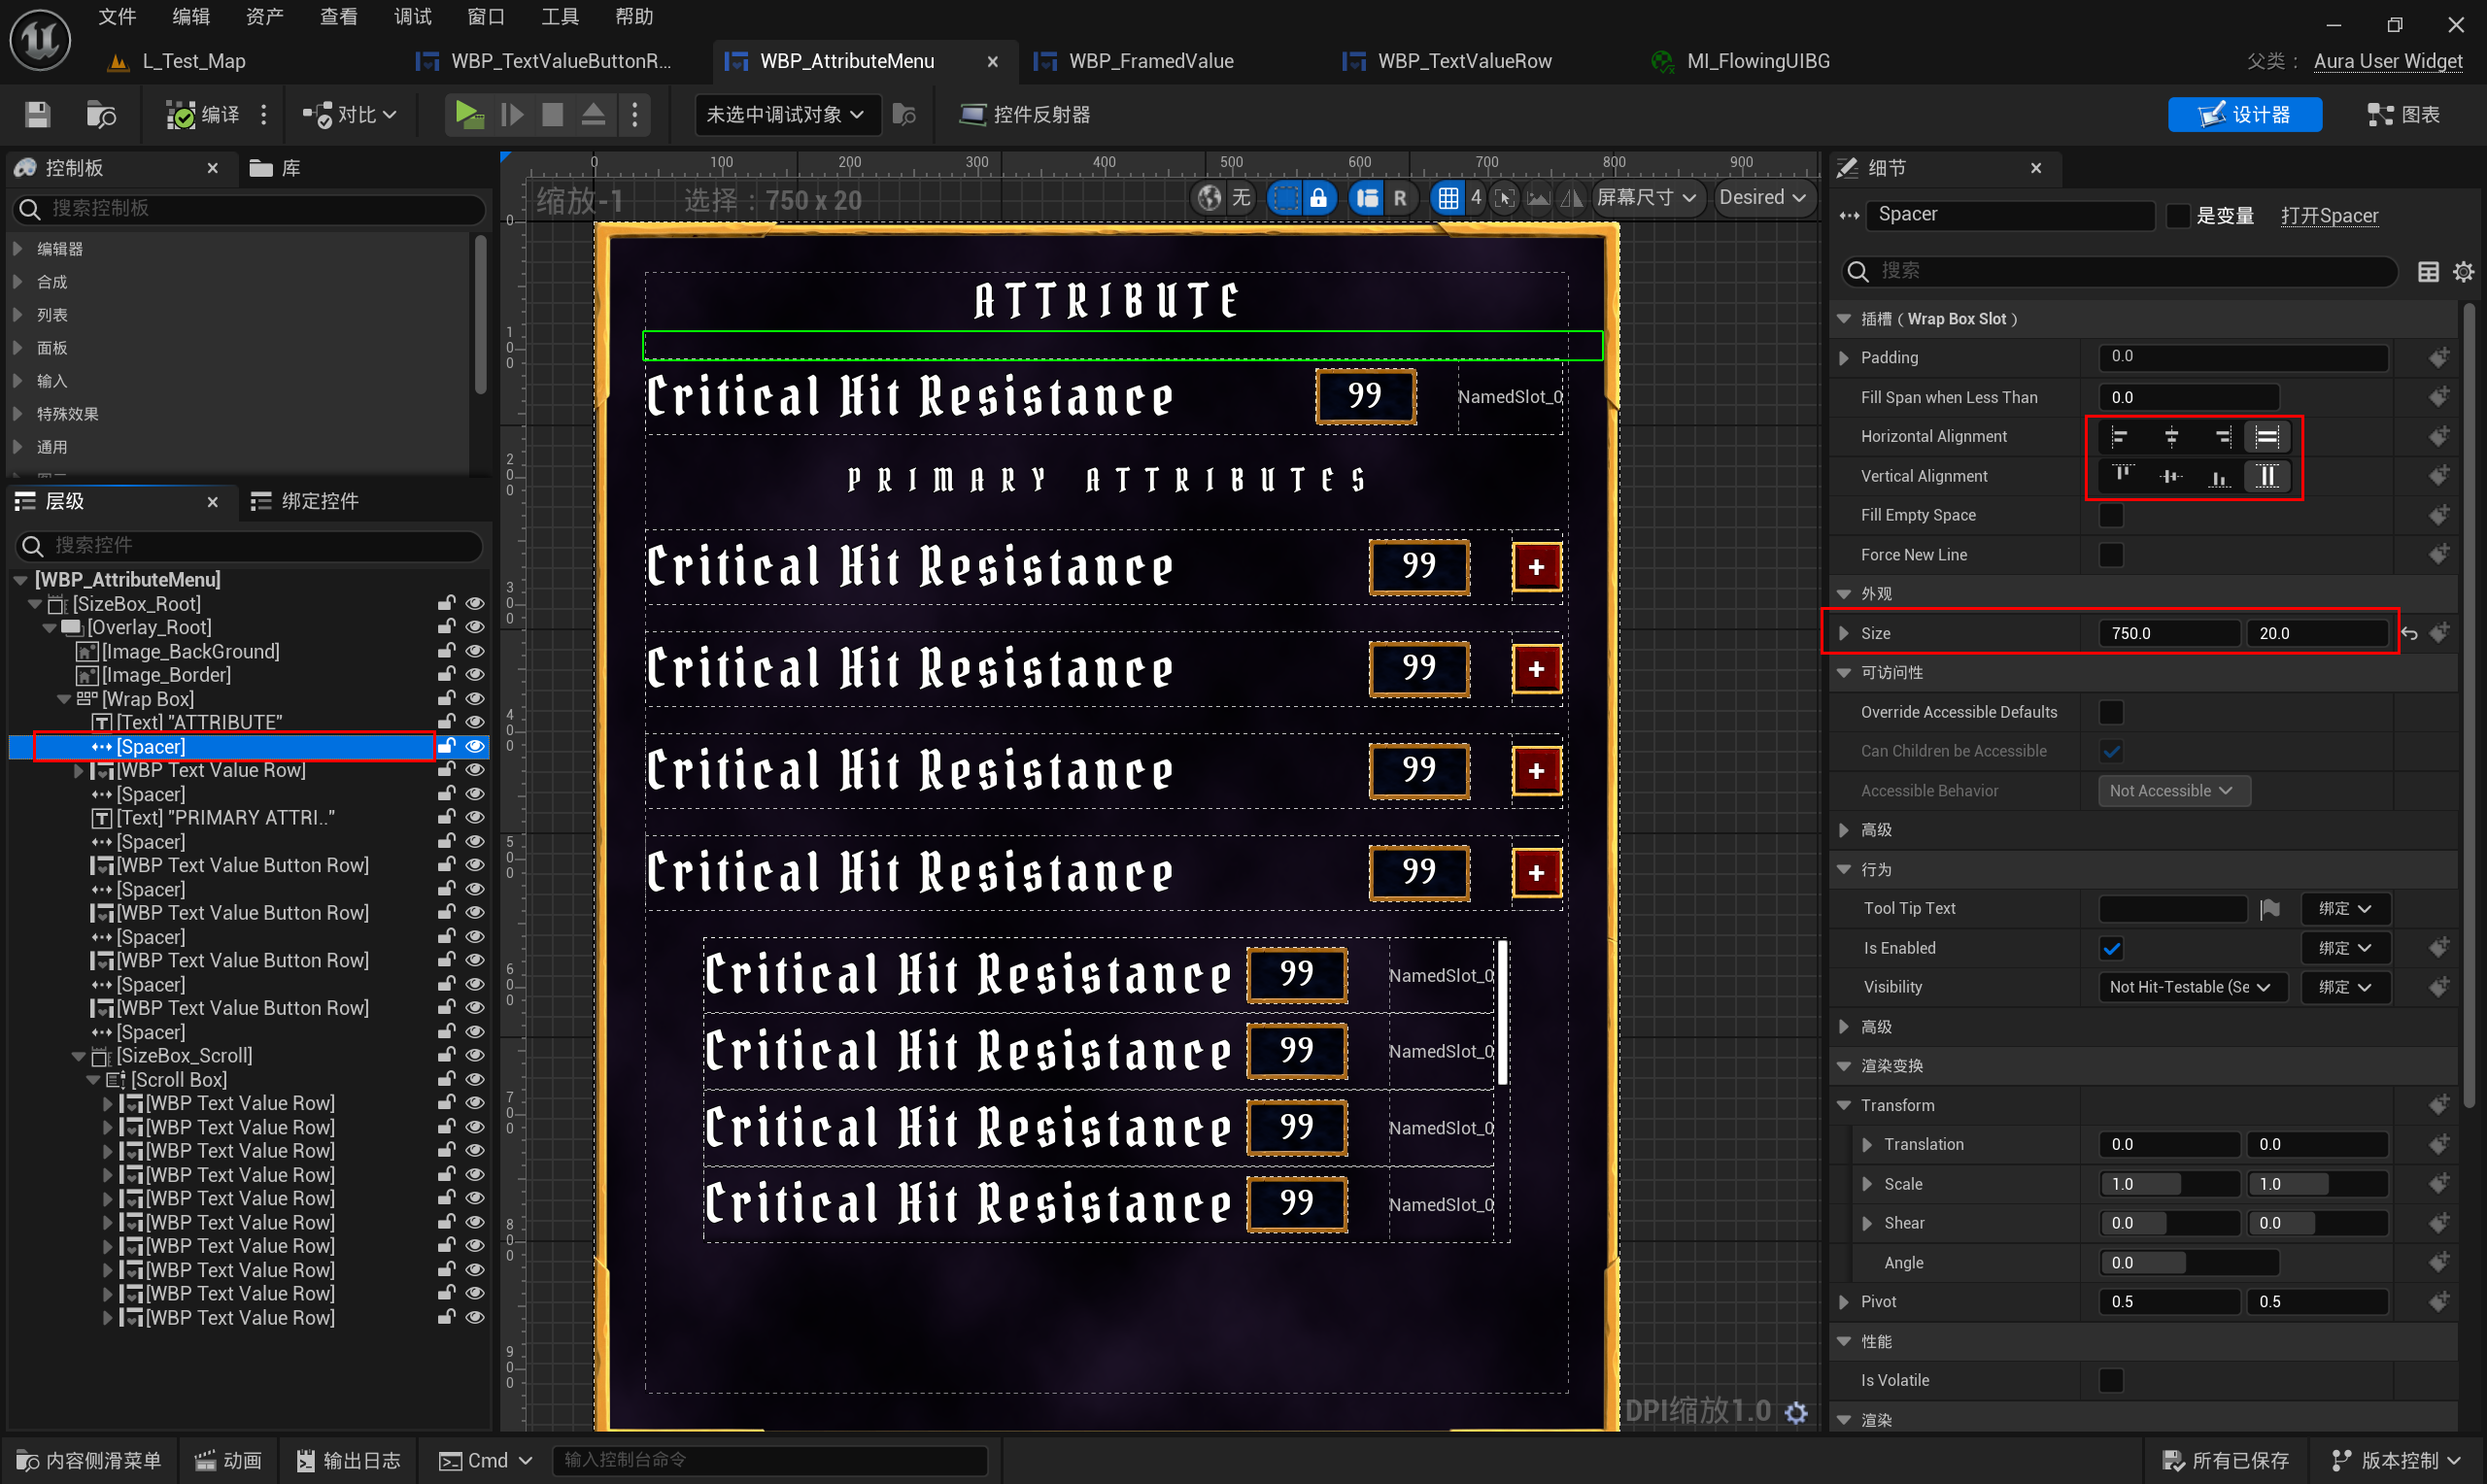 文件 编辑 资产 查看 调试 窗口 工具 帮助
L_Test_Map WBP_TextValueButtonR... WBP_AttributeMenu WBP_FramedValue WBP_TextValueRow MI_FlowingUIBG 父类： Aura User Widget
编译 对比 未选中调试对象 控件反射器 设计器 图表
控制板 库
搜索控制板
编辑器
合成
列表
面板
输入
特殊效果
通用
层级 绑定控件
搜索控件
[WBP_AttributeMenu]
[SizeBox_Root]
[Overlay_Root]
[Image_BackGround]
[Image_Border]
[Wrap Box]
[Text] "ATTRIBUTE"
[Spacer]
[WBP Text Value Row]
[Spacer]
[Text] "PRIMARY ATTRI.."
[Spacer]
[WBP Text Value Button Row]
[Spacer]
[WBP Text Value Button Row]
[Spacer]
[WBP Text Value Button Row]
[Spacer]
[WBP Text Value Button Row]
[Spacer]
[SizeBox_Scroll]
[Scroll Box]
[WBP Text Value Row]
[WBP Text Value Row]
[WBP Text Value Row]
[WBP Text Value Row]
[WBP Text Value Row]
[WBP Text Value Row]
[WBP Text Value Row]
[WBP Text Value Row]
[WBP Text Value Row]
[WBP Text Value Row]
0 100 200 300 400 500 600 700 800 900
缩放-1 选择：750 x 20 无 R 4 屏幕尺寸 Desired
0
100
200
300
400
500
600
700
800
900
ATTRIBUTE
Critical Hit Resistance 99 NamedSlot_0
PRIMARY ATTRIBUTES
Critical Hit Resistance 99 +
Critical Hit Resistance 99 +
Critical Hit Resistance 99 +
Critical Hit Resistance 99 +
Critical Hit Resistance 99 NamedSlot_0
Critical Hit Resistance 99 NamedSlot_0
Critical Hit Resistance 99 NamedSlot_0
Critical Hit Resistance 99 NamedSlot_0
DPI缩放1.0
细节
Spacer 是变量 打开Spacer
搜索
插槽（Wrap Box Slot）
Padding 0.0
Fill Span when Less Than 0.0
Horizontal Alignment
Vertical Alignment
Fill Empty Space
Force New Line
外观
Size 750.0 20.0
可访问性
Override Accessible Defaults
Can Children be Accessible
Accessible Behavior Not Accessible
高级
行为
Tool Tip Text 绑定
Is Enabled 绑定
Visibility Not Hit-Testable (Se 绑定
高级
渲染变换
Transform
Translation 0.0 0.0
Scale 1.0 1.0
Shear 0.0 0.0
Angle 0.0
Pivot 0.5 0.5
性能
Is Volatile
渲染
内容侧滑菜单 动画 输出日志 Cmd 输入控制台命令 所有已保存 版本控制